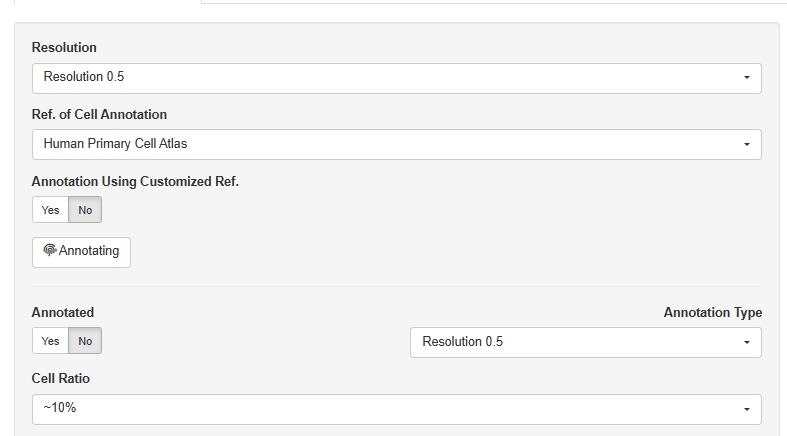 Resolution
Resolution 0.5
Ref. of Cell Annotation
Human Primary Cell Atlas
Annotation Using Customized Ref.
Yes No
Annotating
Annotated Annotation Type
Yes No Resolution 0.5
Cell Ratio
~10%